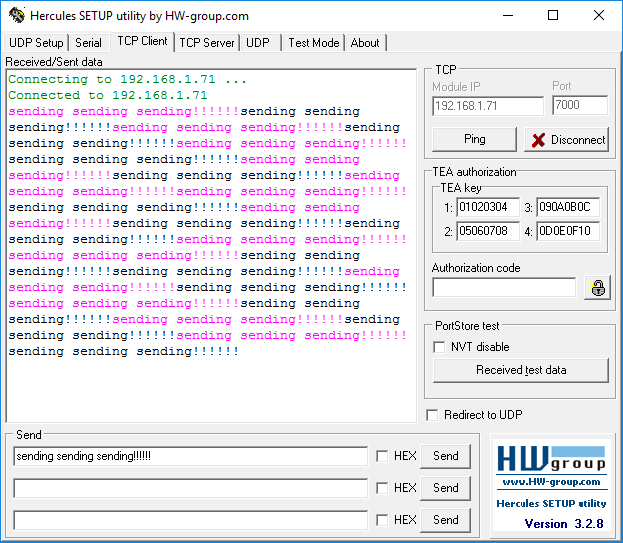 Hercules SETUP utility by HW-group.com
UDP Setup Serial TCP Client TCP Server UDP Test Mode About
Received/Sent data
Connecting to 192.168.1.71 ...
Connected to 192.168.1.71
sending sending sending!!!!!!sending sending
sending!!!!!!sending sending sending!!!!!!sending
sending sending!!!!!!sending sending sending!!!!!!
sending sending sending!!!!!!sending sending
sending!!!!!!sending sending sending!!!!!!sending
sending sending!!!!!!sending sending sending!!!!!!
sending sending sending!!!!!!sending sending
sending!!!!!!sending sending sending!!!!!!sending
sending sending!!!!!!sending sending sending!!!!!!
sending sending sending!!!!!!sending sending
sending!!!!!!sending sending sending!!!!!!sending
sending sending!!!!!!sending sending sending!!!!!!
sending sending sending!!!!!!sending sending
sending!!!!!!sending sending sending!!!!!!sending
sending sending!!!!!!sending sending sending!!!!!!
sending sending sending!!!!!!
TCP
Module IP Port
192.168.1.71 7000
Ping Disconnect
TEA authorization
TEA key
1: 01020304 3: 090A0B0C
2: 05060708 4: 0D0E0F10
Authorization code
PortStore test
NVT disable
Received test data
Redirect to UDP
Send
sending sending sending!!!!!! HEX Send
HEX Send
HEX Send
HW group
www.HW-group.com
Hercules SETUP utility
Version 3.2.8